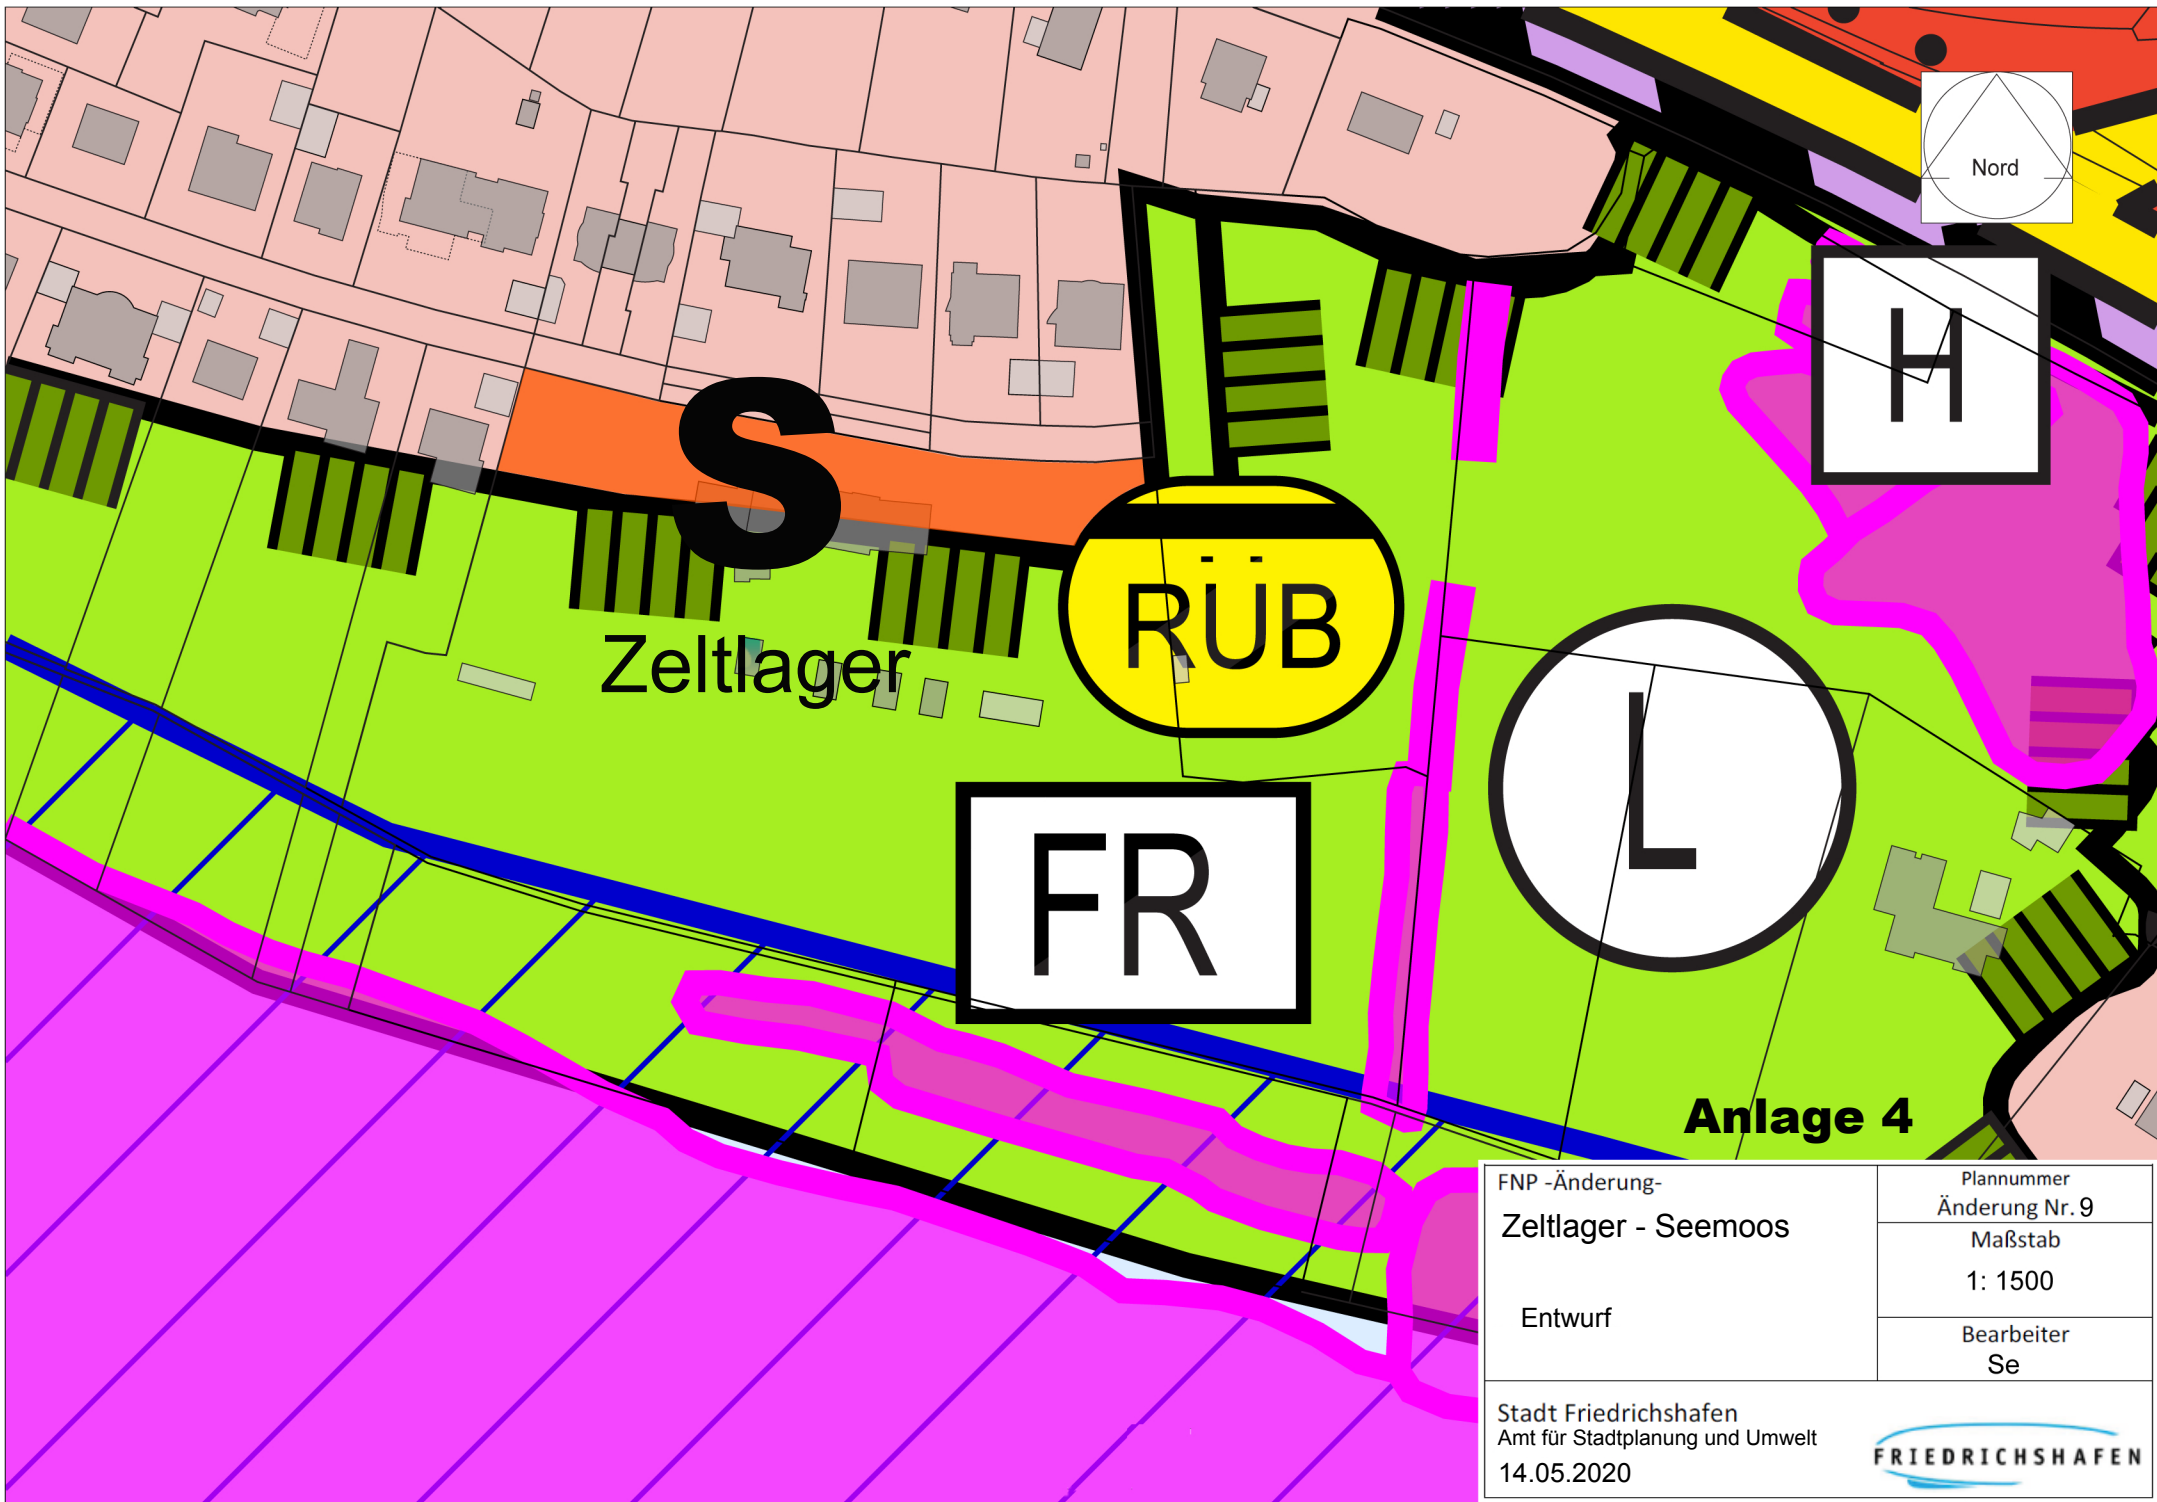 Nord
H
S
RÜB
Zeltlager
L
FR
Anlage 4
FNP -Änderung-
Zeltlager - Seemoos
Entwurf
Plannummer
Änderung Nr. 9
Maßstab
1: 1500
Bearbeiter
Se
Stadt Friedrichshafen
Amt für Stadtplanung und Umwelt
14.05.2020
FRIEDRICHSHAFEN